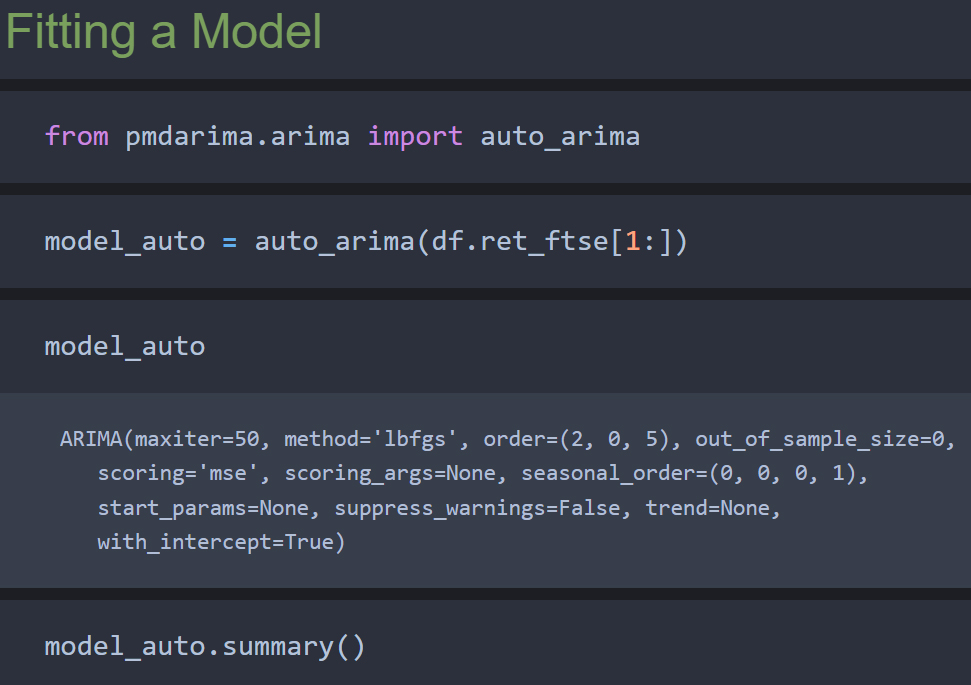 Fitting a Model
from pmdarima.arima import auto_arima
model_auto = auto_arima(df.ret_ftse[1:])
model_auto
ARIMA(maxiter=50, method='lbfgs', order=(2, 0, 5), out_of_sample_size=0,
scoring='mse', scoring_args=None, seasonal_order=(0, 0, 0, 1),
start_params=None, suppress_warnings=False, trend=None,
with_intercept=True)
model_auto.summary()